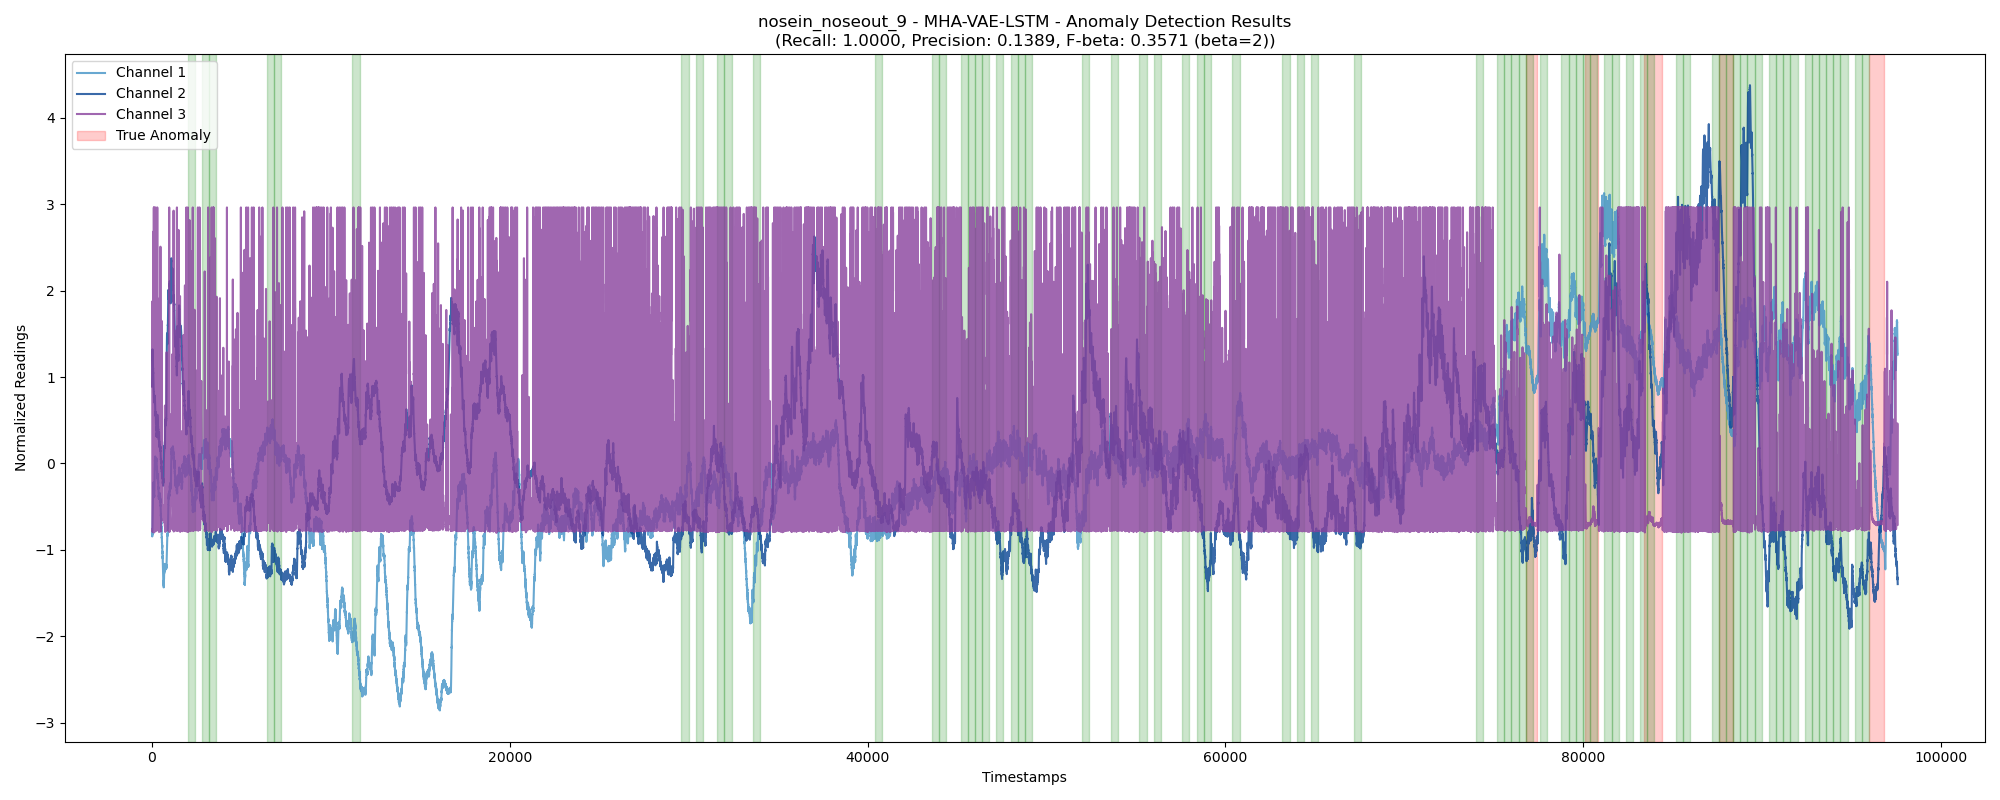 nosein_noseout_9 - MHA-VAE-LSTM - Anomaly Detection Results
(Recall: 1.0000, Precision: 0.1389, F-beta: 0.3571 (beta=2))
Channel 1
Channel 2
Channel 3
True Anomaly
Normalized Readings
4
3
2
1
0
−1
−2
−3
0
20000
40000
60000
80000
100000
Timestamps